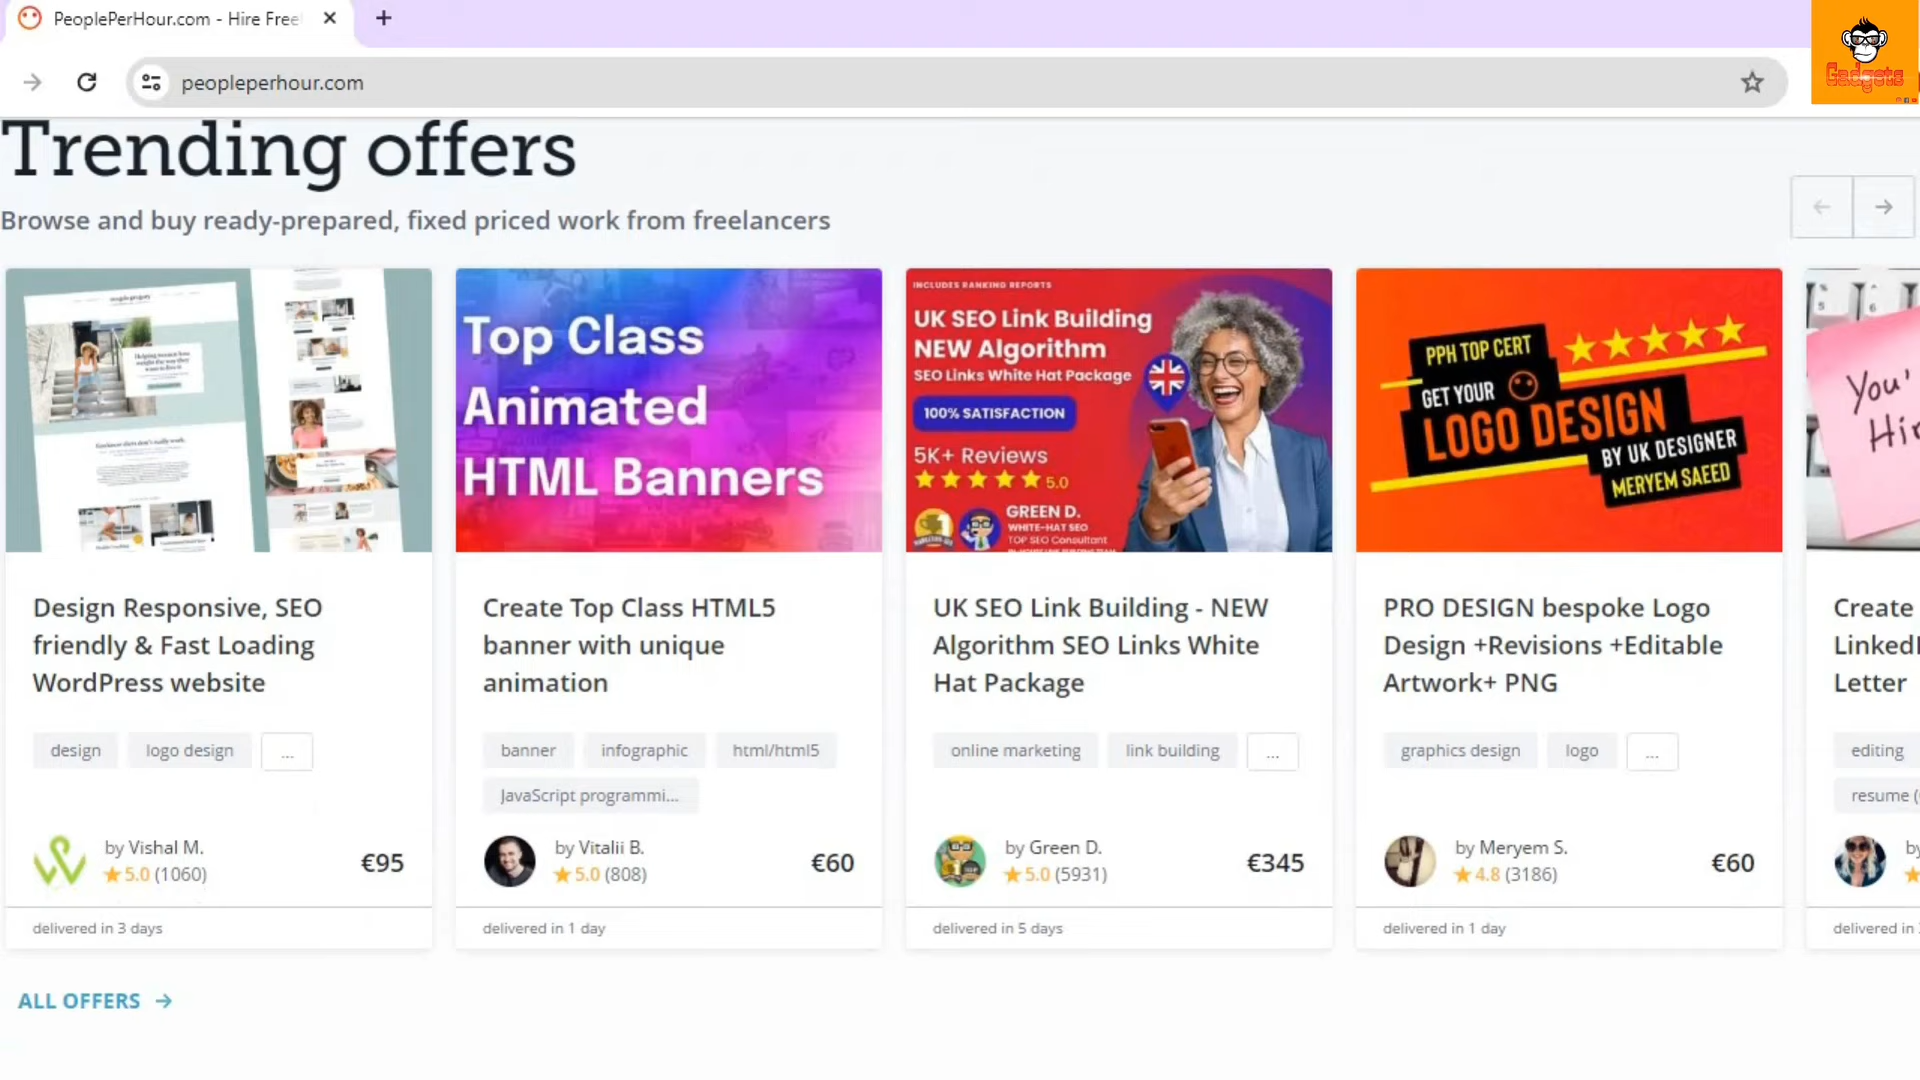 PeoplePerHour.com - Hire Free
peopleperhour.com
Gadgets
Trending offers
Browse and buy ready-prepared, fixed priced work from freelancers
Top Class
Animated
HTML Banners
INCLUDES RANKING REPORTS
UK SEO Link Building
NEW Algorithm
SEO Links White Hat Package
100% SATISFACTION
5K+ Reviews
5.0
GREEN D.
WHITE-HAT SEO
TOP SEO Consultant
PPH TOP CERT
GET YOUR
LOGO DESIGN
BY UK DESIGNER
MERYEM SAEED
You'
Hir
Design Responsive, SEO
friendly & Fast Loading
WordPress website
design
logo design
...
by Vishal M.
5.0 (1060)
€95
delivered in 3 days
Create Top Class HTML5
banner with unique
animation
banner
infographic
html/html5
JavaScript programmi...
by Vitalii B.
5.0 (808)
€60
delivered in 1 day
UK SEO Link Building - NEW
Algorithm SEO Links White
Hat Package
online marketing
link building
...
by Green D.
5.0 (5931)
€345
delivered in 5 days
PRO DESIGN bespoke Logo
Design +Revisions +Editable
Artwork+ PNG
graphics design
logo
...
by Meryem S.
4.8 (3186)
€60
delivered in 1 day
Create
LinkedI
Letter
editing
resume (
by
delivered in
ALL OFFERS